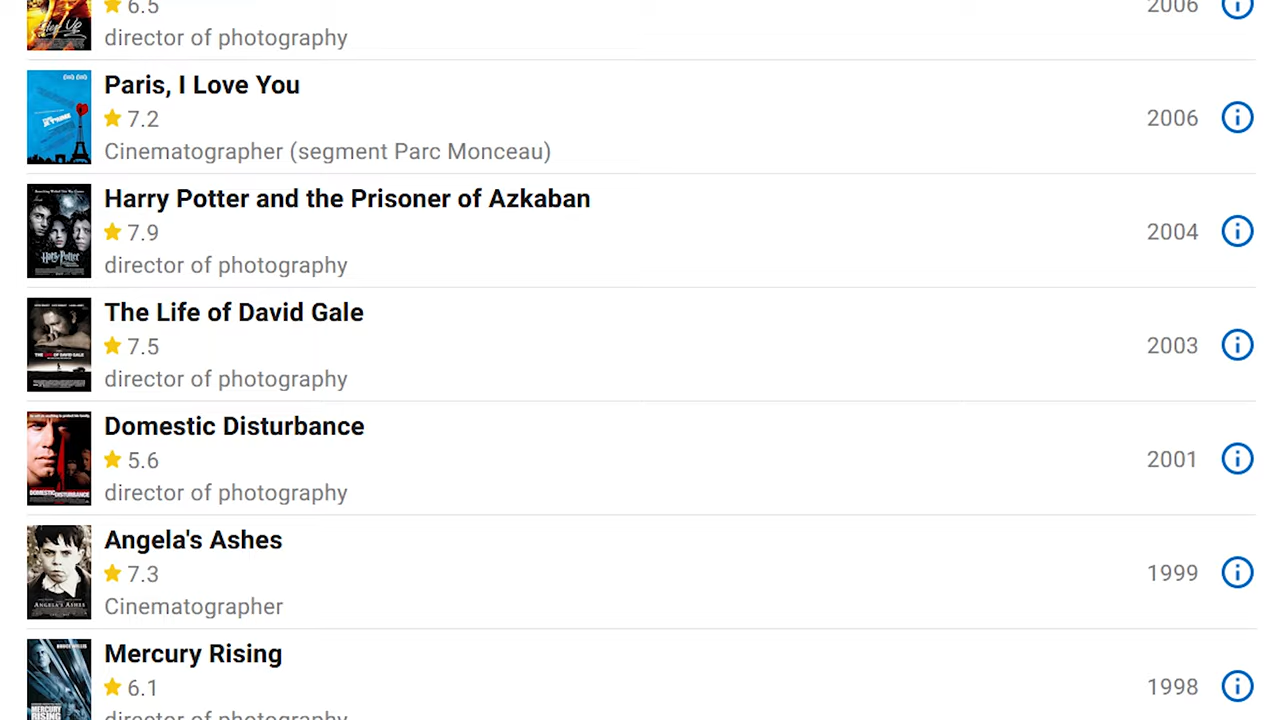 6.5
2006
director of photography
Paris, I Love You
7.2
2006
Cinematographer (segment Parc Monceau)
Harry Potter and the Prisoner of Azkaban
7.9
2004
director of photography
The Life of David Gale
7.5
2003
director of photography
Domestic Disturbance
5.6
2001
director of photography
Angela's Ashes
7.3
1999
Cinematographer
Mercury Rising
6.1
1998
director of photography